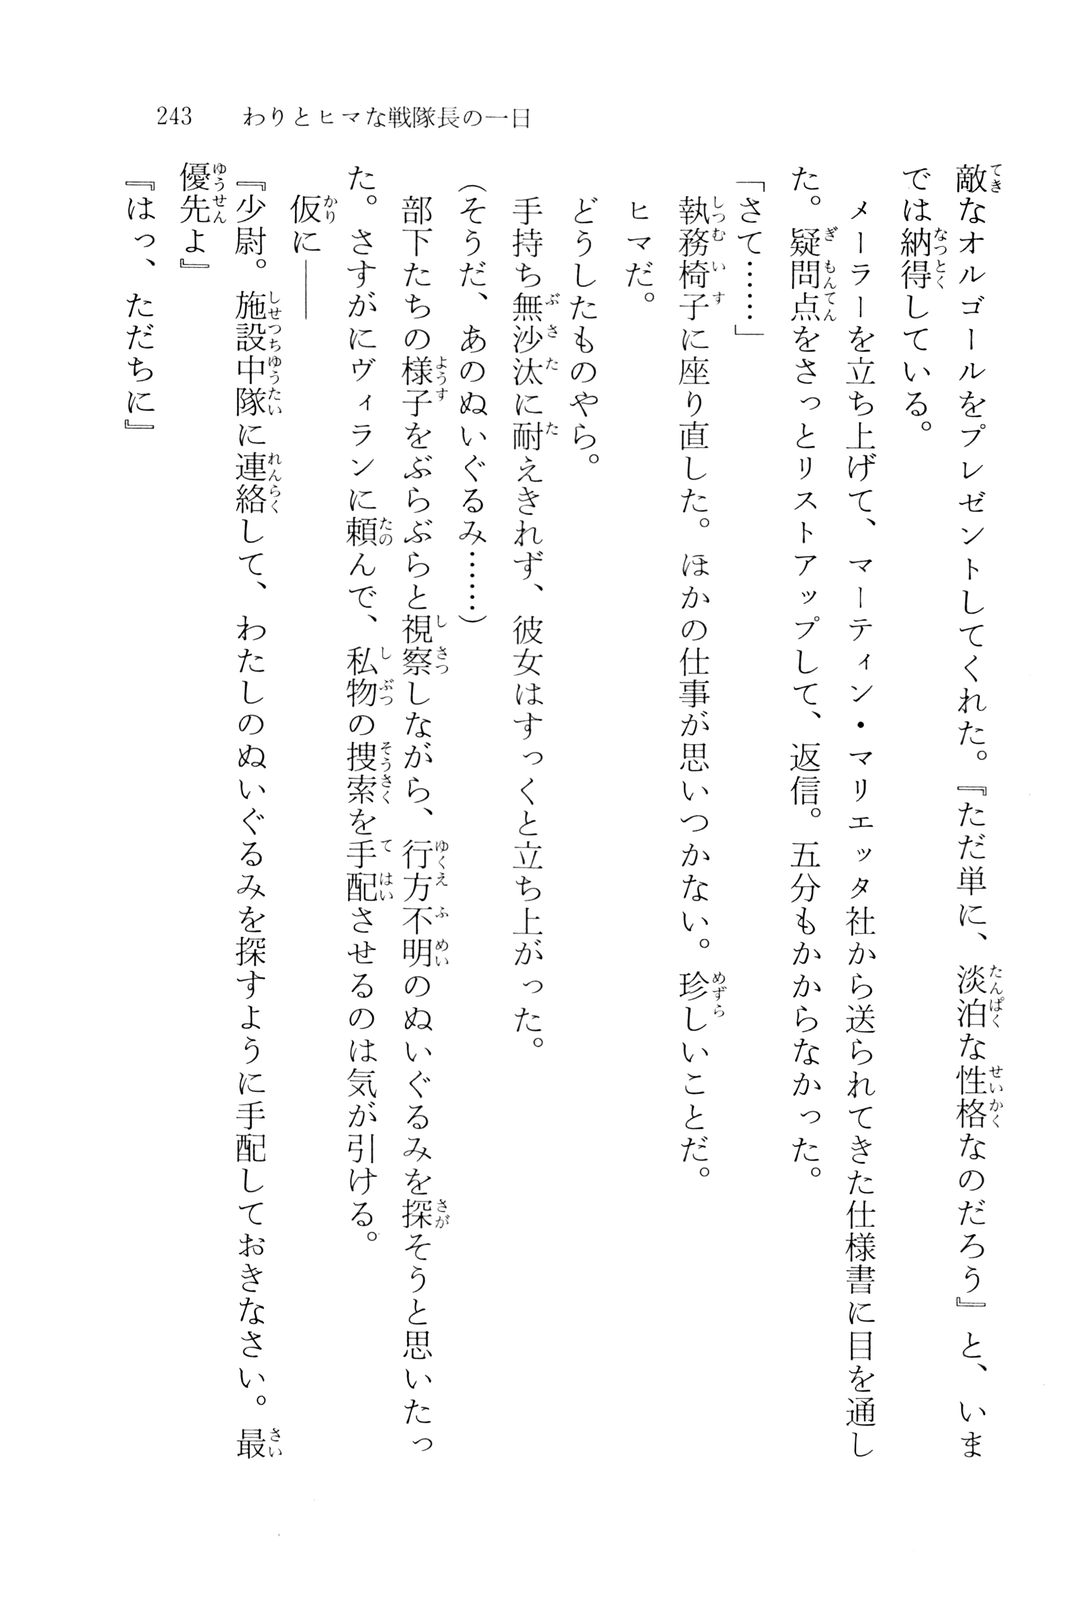 243　わりとヒマな戦隊長の一日
敵なオルゴールをプレゼントしてくれた。『ただ単に、淡泊な性格なのだろう』と、いま
では納得している。
　メーラーを立ち上げて、マーティン・マリエッタ社から送られてきた仕様書に目を通し
た。疑問点をさっとリストアップして、返信。五分もかからなかった。
「さて……」
　執務椅子に座り直した。ほかの仕事が思いつかない。珍しいことだ。
　ヒマだ。
　どうしたものやら。
　手持ち無沙汰に耐えきれず、彼女はすっくと立ち上がった。
（そうだ、あのぬいぐるみ……）
　部下たちの様子をぶらぶらと視察しながら、行方不明のぬいぐるみを探そうと思いたっ
た。さすがにヴィランに頼んで、私物の捜索を手配させるのは気が引ける。
　仮に――
『少尉。施設中隊に連絡して、わたしのぬいぐるみを探すように手配しておきなさい。最
優先よ』
『はっ、ただちに』